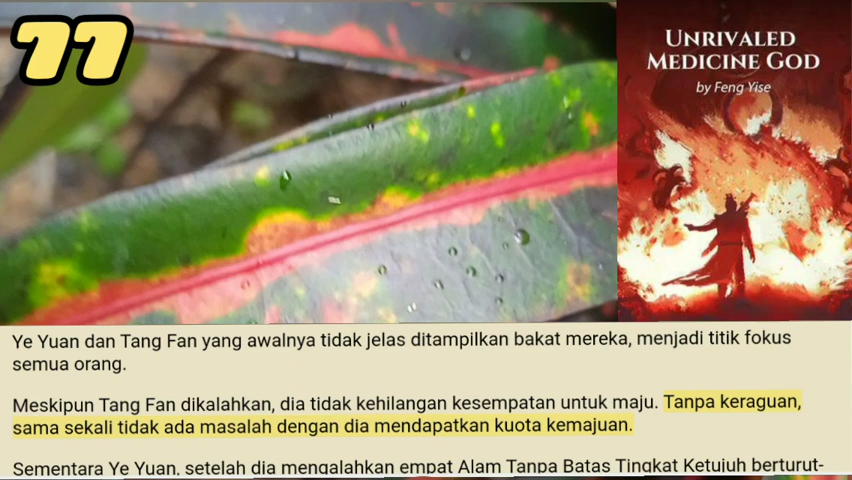 77
UNRIVALED
MEDICINE GOD
by Feng Yise
Ye Yuan dan Tang Fan yang awalnya tidak jelas ditampilkan bakat mereka, menjadi titik fokus
semua orang.
Meskipun Tang Fan dikalahkan, dia tidak kehilangan kesempatan untuk maju. Tanpa keraguan,
sama sekali tidak ada masalah dengan dia mendapatkan kuota kemajuan.
Sementara Ye Yuan, setelah dia mengalahkan empat Alam Tanpa Batas Tingkat Ketujuh berturut-